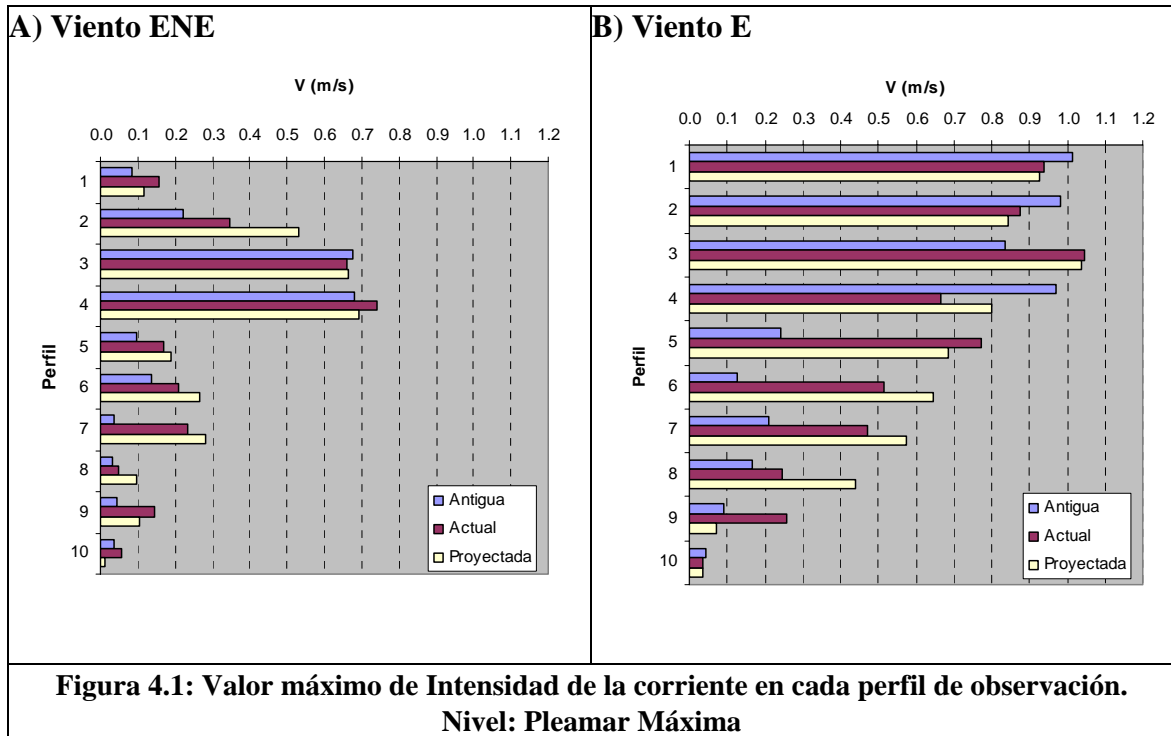 A) Viento ENE
V (m/s)
0.0 0.1 0.2 0.3 0.4 0.5 0.6 0.7 0.8 0.9 1.0 1.1 1.2
Perfil
1
2
3
4
5
6
7
8
9
10
Antigua
Actual
Proyectada
B) Viento E
V (m/s)
0.0 0.1 0.2 0.3 0.4 0.5 0.6 0.7 0.8 0.9 1.0 1.1 1.2
Perfil
1
2
3
4
5
6
7
8
9
10
Antigua
Actual
Proyectada
Figura 4.1: Valor máximo de Intensidad de la corriente en cada perfil de observación.
Nivel: Pleamar Máxima